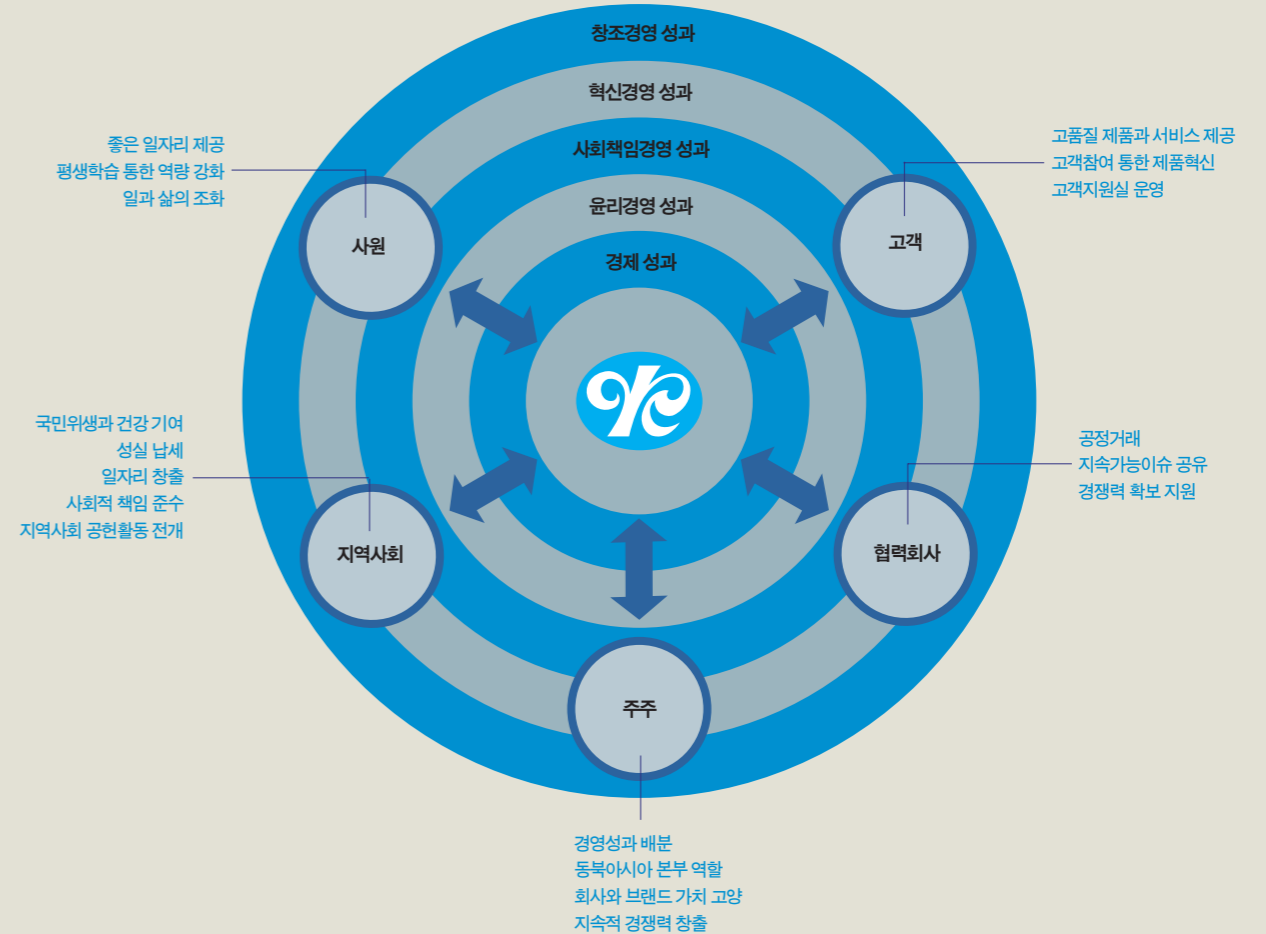 창조경영 성과
혁신경영 성과
사회책임경영 성과
윤리경영 성과
경제 성과
좋은 일자리 제공
평생학습 통한 역량 강화
일과 삶의 조화
사원
고품질 제품과 서비스 제공
고객참여 통한 제품혁신
고객지원실 운영
고객
국민위생과 건강 기여
성실 납세
일자리 창출
사회적 책임 준수
지역사회 공헌활동 전개
지역사회
공정거래
지속가능이슈 공유
경쟁력 확보 지원
협력회사
주주
경영성과 배분
동북아시아 본부 역할
회사와 브랜드 가치 고양
지속적 경쟁력 창출